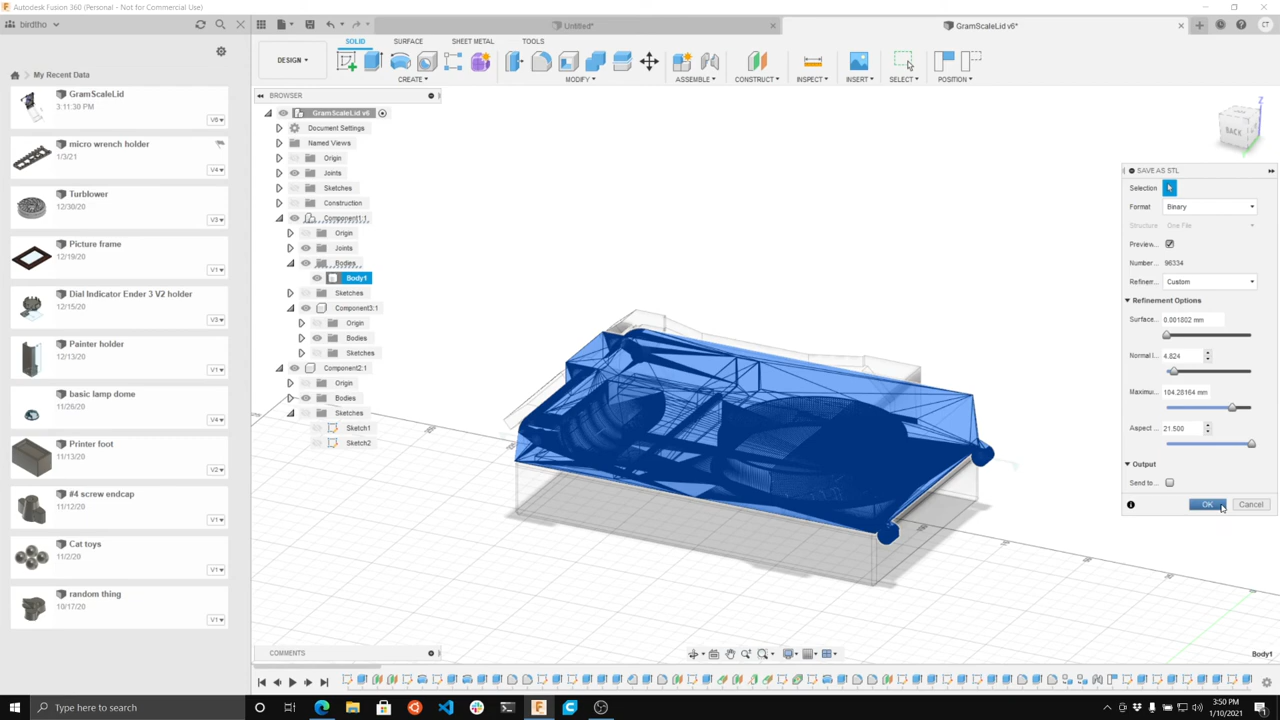 Autodesk Fusion 360 (Personal - Not for Commercial Use)
birdtho
Untitled*
GramScaleLid v6*
CT
My Recent Data
GramScaleLid
3:11:30 PM
V6
micro wrench holder
1/3/21
V4
Turblower
12/30/20
V3
Picture frame
12/19/20
V1
Dial Indicator Ender 3 V2 holder
12/15/20
V3
Painter holder
12/13/20
V1
basic lamp dome
11/26/20
V4
Printer foot
11/13/20
V2
#4 screw endcap
11/12/20
V1
Cat toys
11/2/20
V1
random thing
10/17/20
V1
SOLID
SURFACE
SHEET METAL
TOOLS
DESIGN
CREATE
MODIFY
ASSEMBLE
CONSTRUCT
INSPECT
INSERT
SELECT
POSITION
BROWSER
GramScaleLid v6
Document Settings
Named Views
Origin
Joints
Sketches
Construction
Component1:1
Origin
Joints
Bodies
Body1
Sketches
Component3:1
Origin
Bodies
Sketches
Component2:1
Origin
Bodies
Sketches
Sketch1
Sketch2
Z
BACK
SAVE AS STL
Selection
Format Binary
Structure One File
Preview...
Number... 96334
Refinem... Custom
Refinement Options
Surface... 0.001802 mm
Normal I... 4.824
Maximu... 104.28164 mm
Aspect ... 21.500
Output
Send to...
OK Cancel
COMMENTS
Body1
Type here to search
3:50 PM
1/10/2021